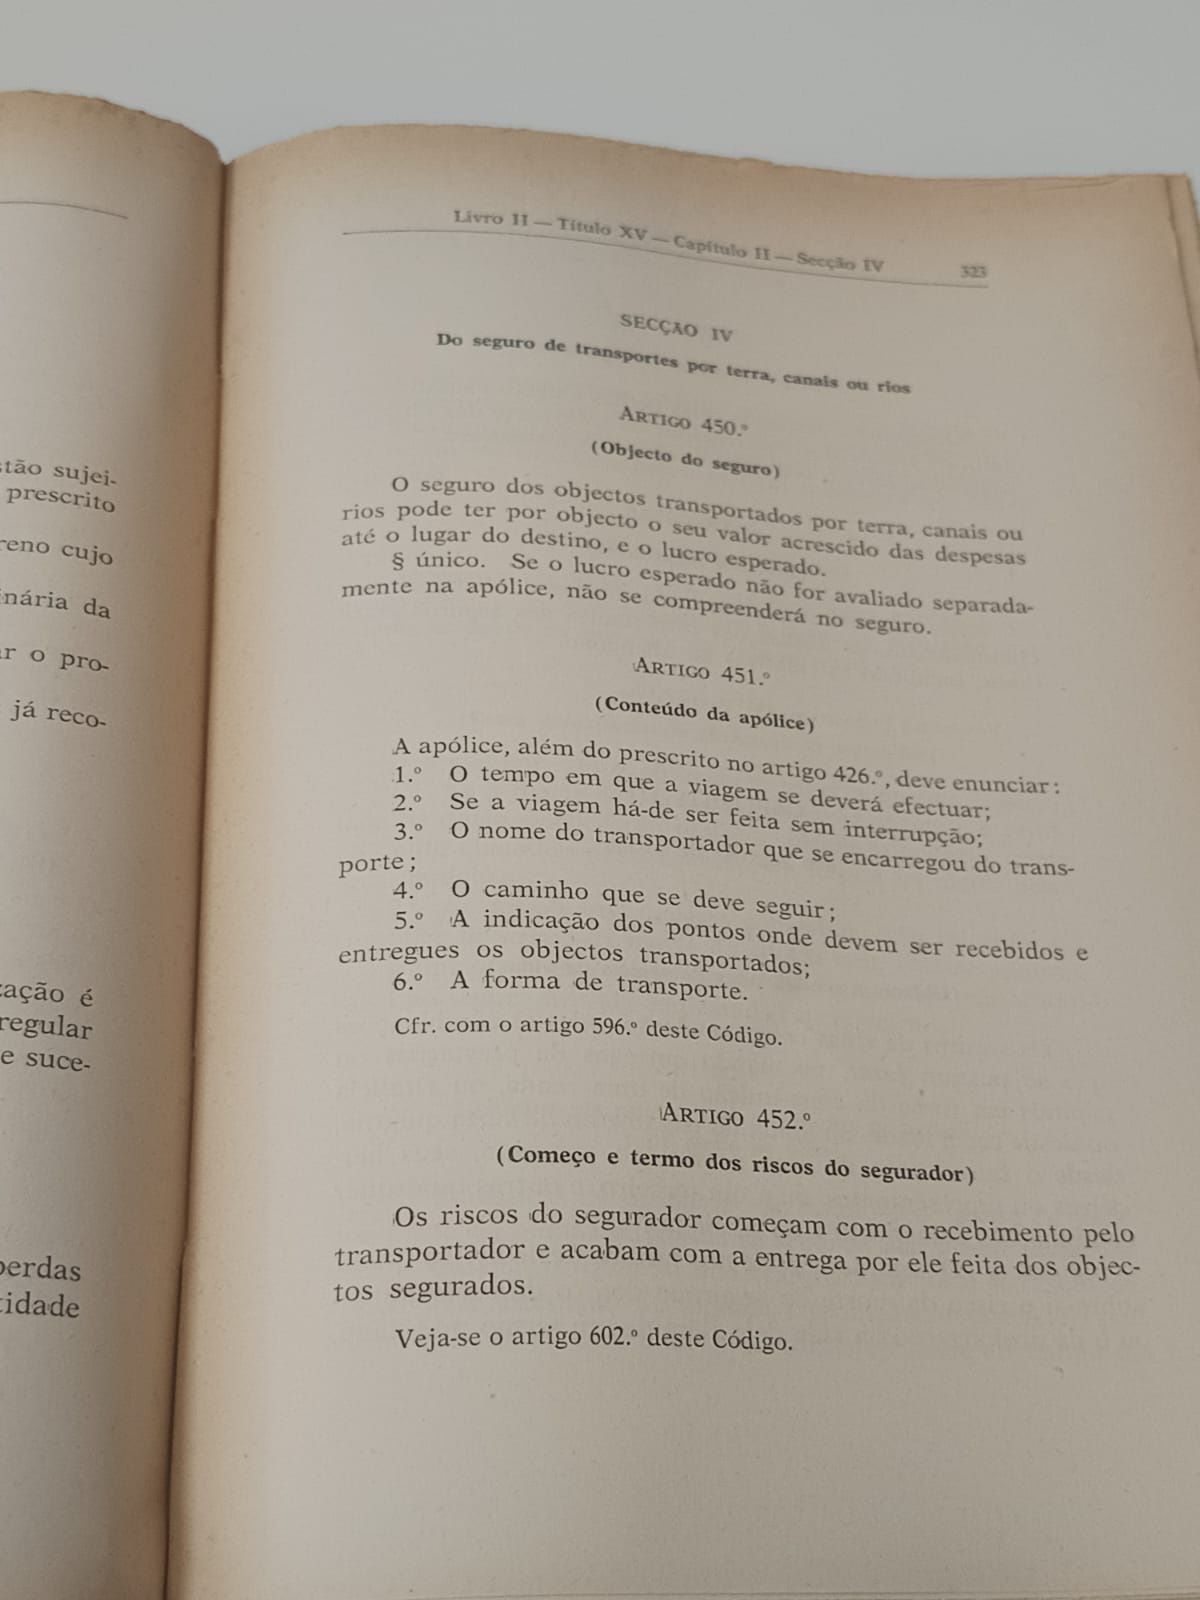 tão sujei-
prescrito
reno cujo
inária da
ar o pro-
já reco-
zação é
regular
e suce-
perdas
tidade
Livro II — Título XV — Capítulo II — Secção IV 323
SECÇÃO IV
Do seguro de transportes por terra, canais ou rios
ARTIGO 450.º
(Objecto do seguro)
O seguro dos objectos transportados por terra, canais ou
rios pode ter por objecto o seu valor acrescido das despesas
até o lugar do destino, e o lucro esperado.
§ único. Se o lucro esperado não for avaliado separada-
mente na apólice, não se compreenderá no seguro.
ARTIGO 451.º
(Conteúdo da apólice)
A apólice, além do prescrito no artigo 426.º, deve enunciar:
1.º O tempo em que a viagem se deverá efectuar;
2.º Se a viagem há-de ser feita sem interrupção;
3.º O nome do transportador que se encarregou do trans-
porte;
4.º O caminho que se deve seguir;
5.º A indicação dos pontos onde devem ser recebidos e
entregues os objectos transportados;
6.º A forma de transporte.
Cfr. com o artigo 596.º deste Código.
ARTIGO 452.º
(Começo e termo dos riscos do segurador)
Os riscos do segurador começam com o recebimento pelo
transportador e acabam com a entrega por ele feita dos objec-
tos segurados.
Veja-se o artigo 602.º deste Código.